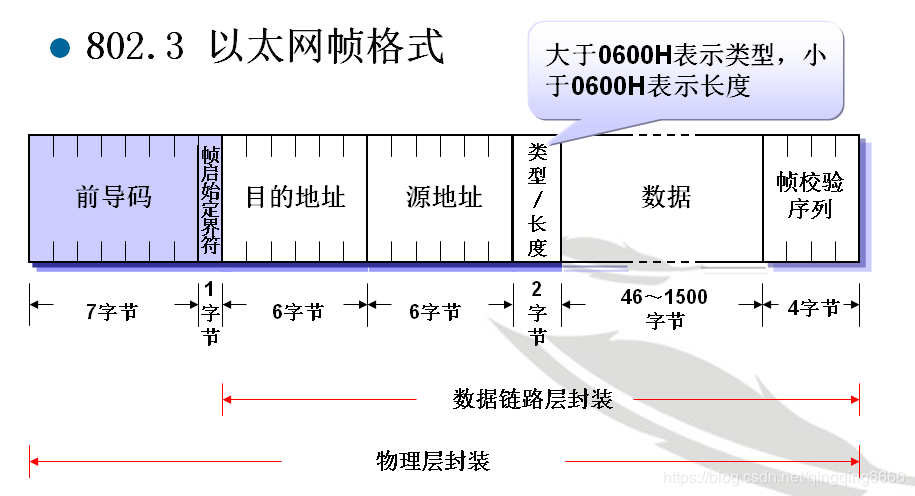 802.3 以太网帧格式
大于0600H表示类型，小
于0600H表示长度
前导码
帧启始定界符
目的地址
源地址
类型/长度
数据
帧校验
序列
7字节
1字节
6字节
6字节
2字节
46～1500
字节
4字节
数据链路层封装
物理层封装
https://blog.csdn.net/qingqing6666